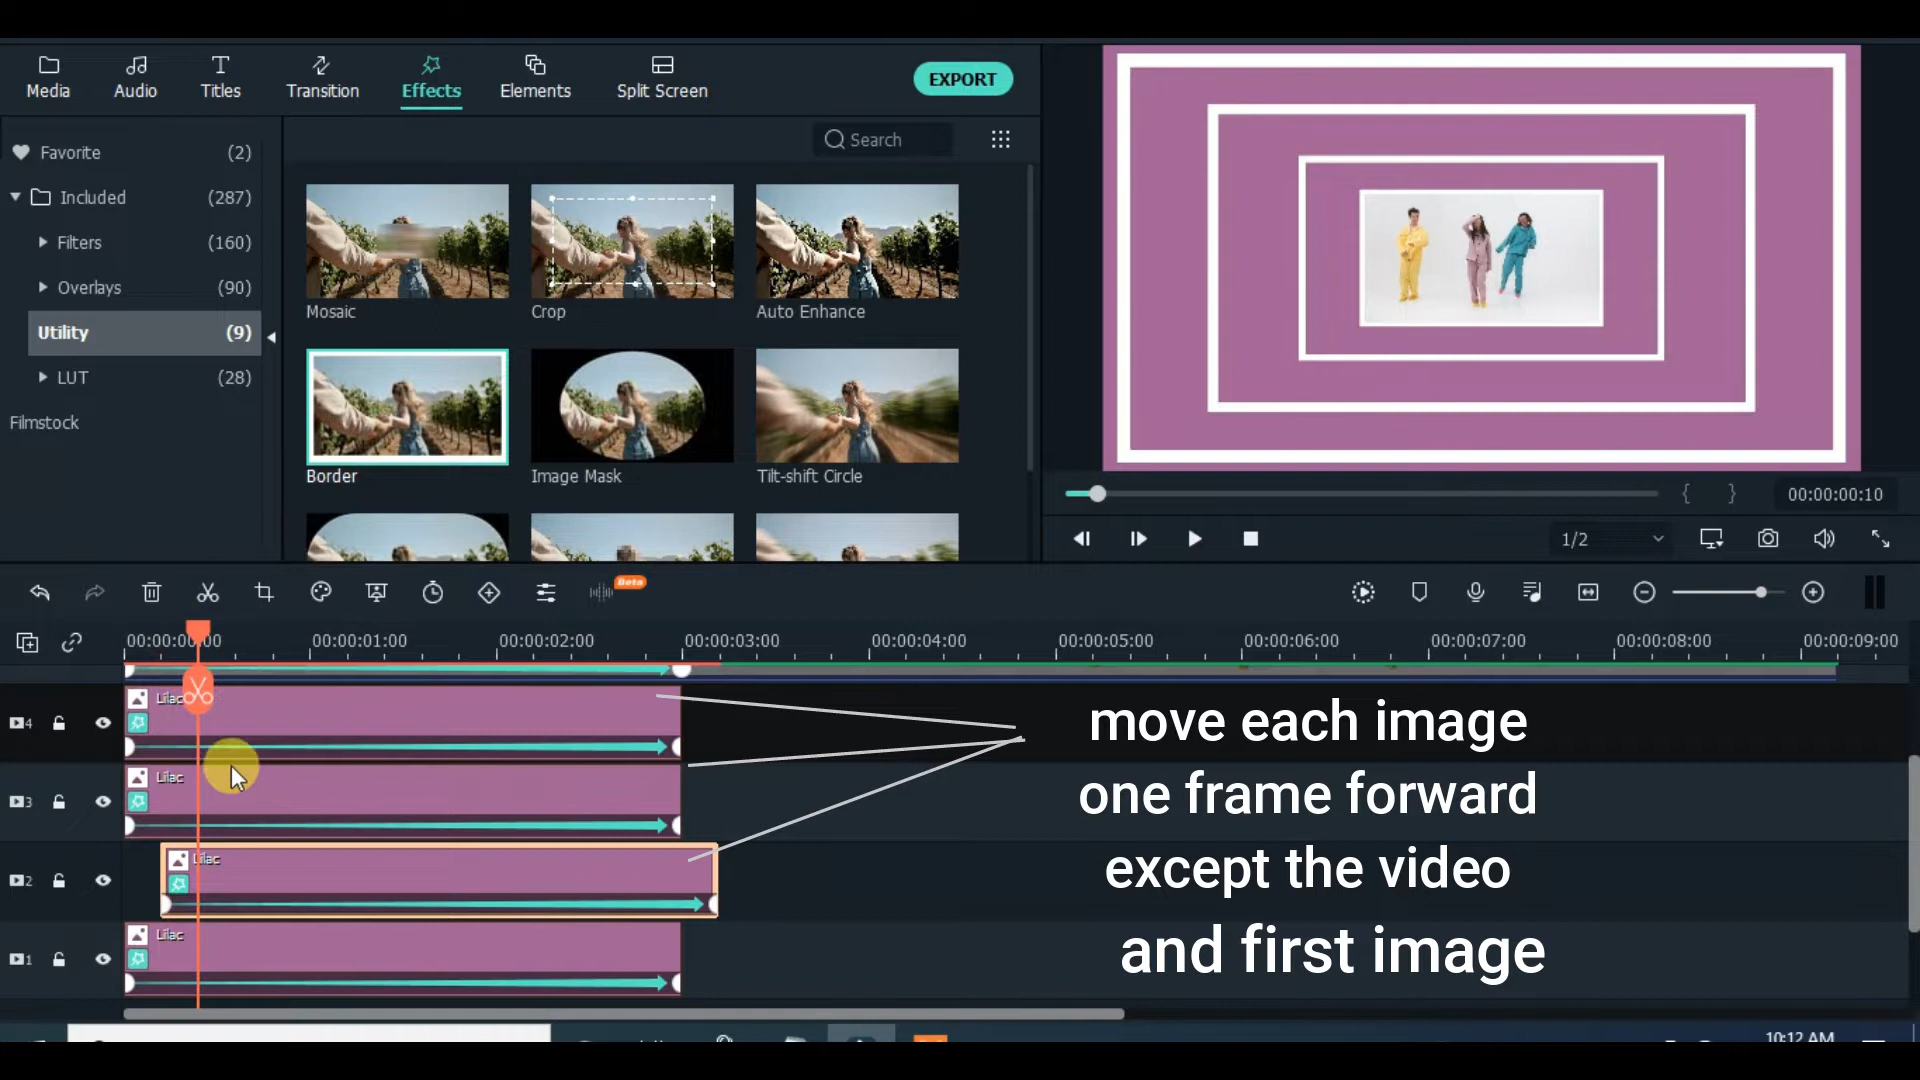 Media
Audio
Titles
Transition
Effects
Elements
Split Screen
EXPORT
Favorite (2)
Included (287)
Filters (160)
Overlays (90)
Utility (9)
LUT (28)
Filmstock
Search
Mosaic
Crop
Auto Enhance
Border
Image Mask
Tilt-shift Circle
00:00:00:10
1/2
Beta
00:00:01:00
00:00:02:00
00:00:03:00
00:00:04:00
00:00:05:00
00:00:06:00
00:00:07:00
00:00:08:00
00:00:09:00
4
Lilac
3
Lilac
2
Lilac
1
Lilac
move each image
one frame forward
except the video
and first image
10:12 AM